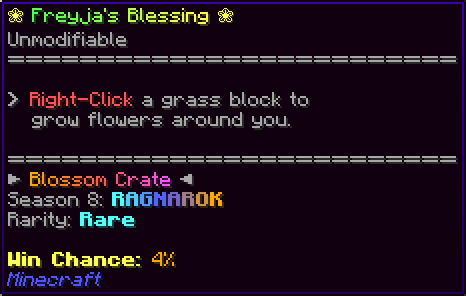 ❀ Freyja's Blessing ❀
Unmodifiable
================================
> Right-Click a grass block to
grow flowers around you.
================================
► Blossom Crate ◄
Season 8: RAGNAROK
Rarity: Rare
Win Chance: 4%
Minecraft